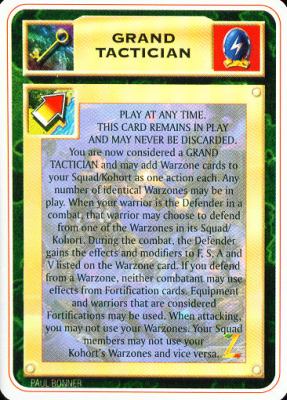 GRAND
TACTICIAN
PLAY AT ANY TIME.
THIS CARD REMAINS IN PLAY
AND MAY NEVER BE DISCARDED.
You are now considered a GRAND
TACTICIAN and may add Warzone cards to
your Squad/Kohort as one action each. Any
number of identical Warzones may be in
play. When your warrior is the Defender in a
combat, that warrior may choose to defend
from one of the Warzones in its Squad/
Kohort. During the combat, the Defender
gains the effects and modifiers to F, S, A and
V listed on the Warzone card. If you defend
from a Warzone, neither combatant may use
effects from Fortification cards. Equipment
and warriors that are considered
Fortifications may be used. When attacking,
you may not use your Warzones. Your Squad
members may not use your
Kohort's Warzones and vice versa.
PAUL BONNER